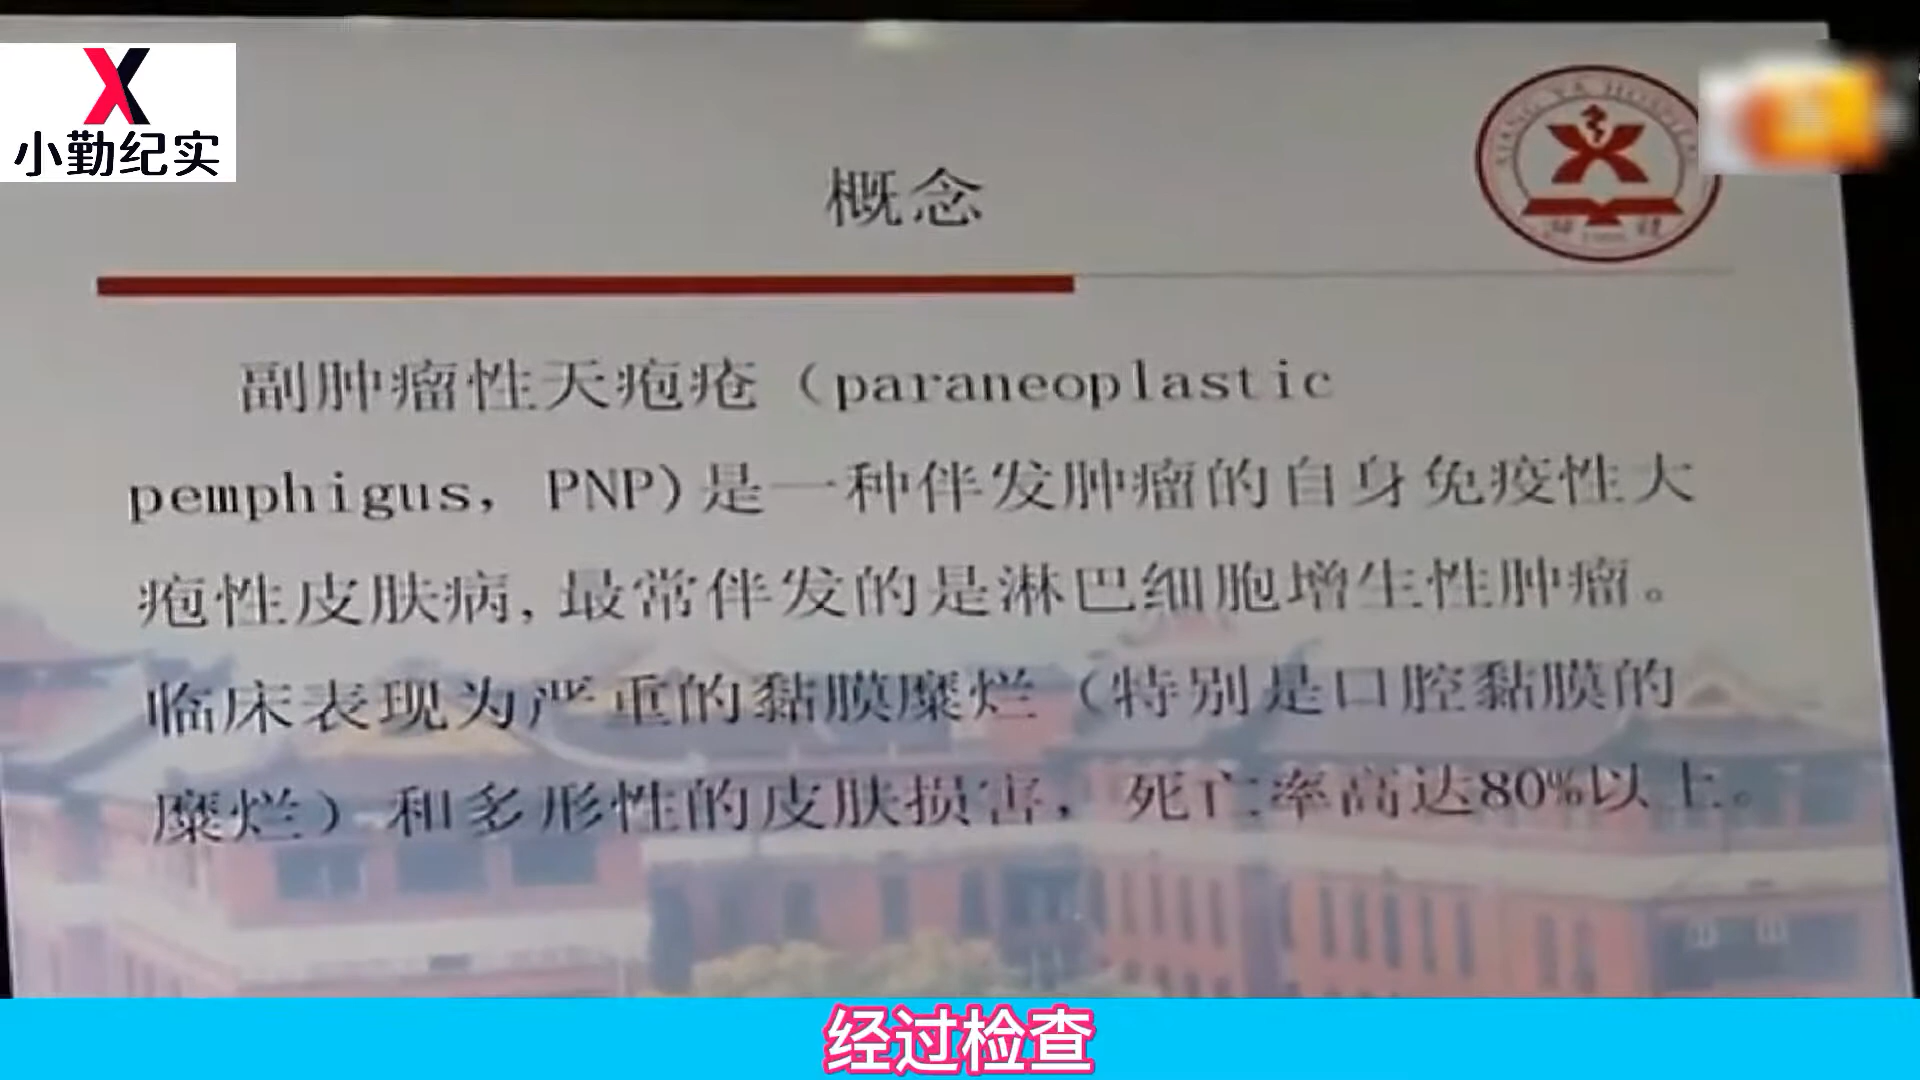 小勤纪实
概念
副肿瘤性天疱疮（paraneoplastic
pemphigus, PNP)是一种伴发肿瘤的自身免疫性大
疱性皮肤病,最常伴发的是淋巴细胞增生性肿瘤。
临床表现为严重的黏膜糜烂（特别是口腔黏膜的
糜烂）和多形性的皮肤损害，死亡率高达80%以上。
经过检查